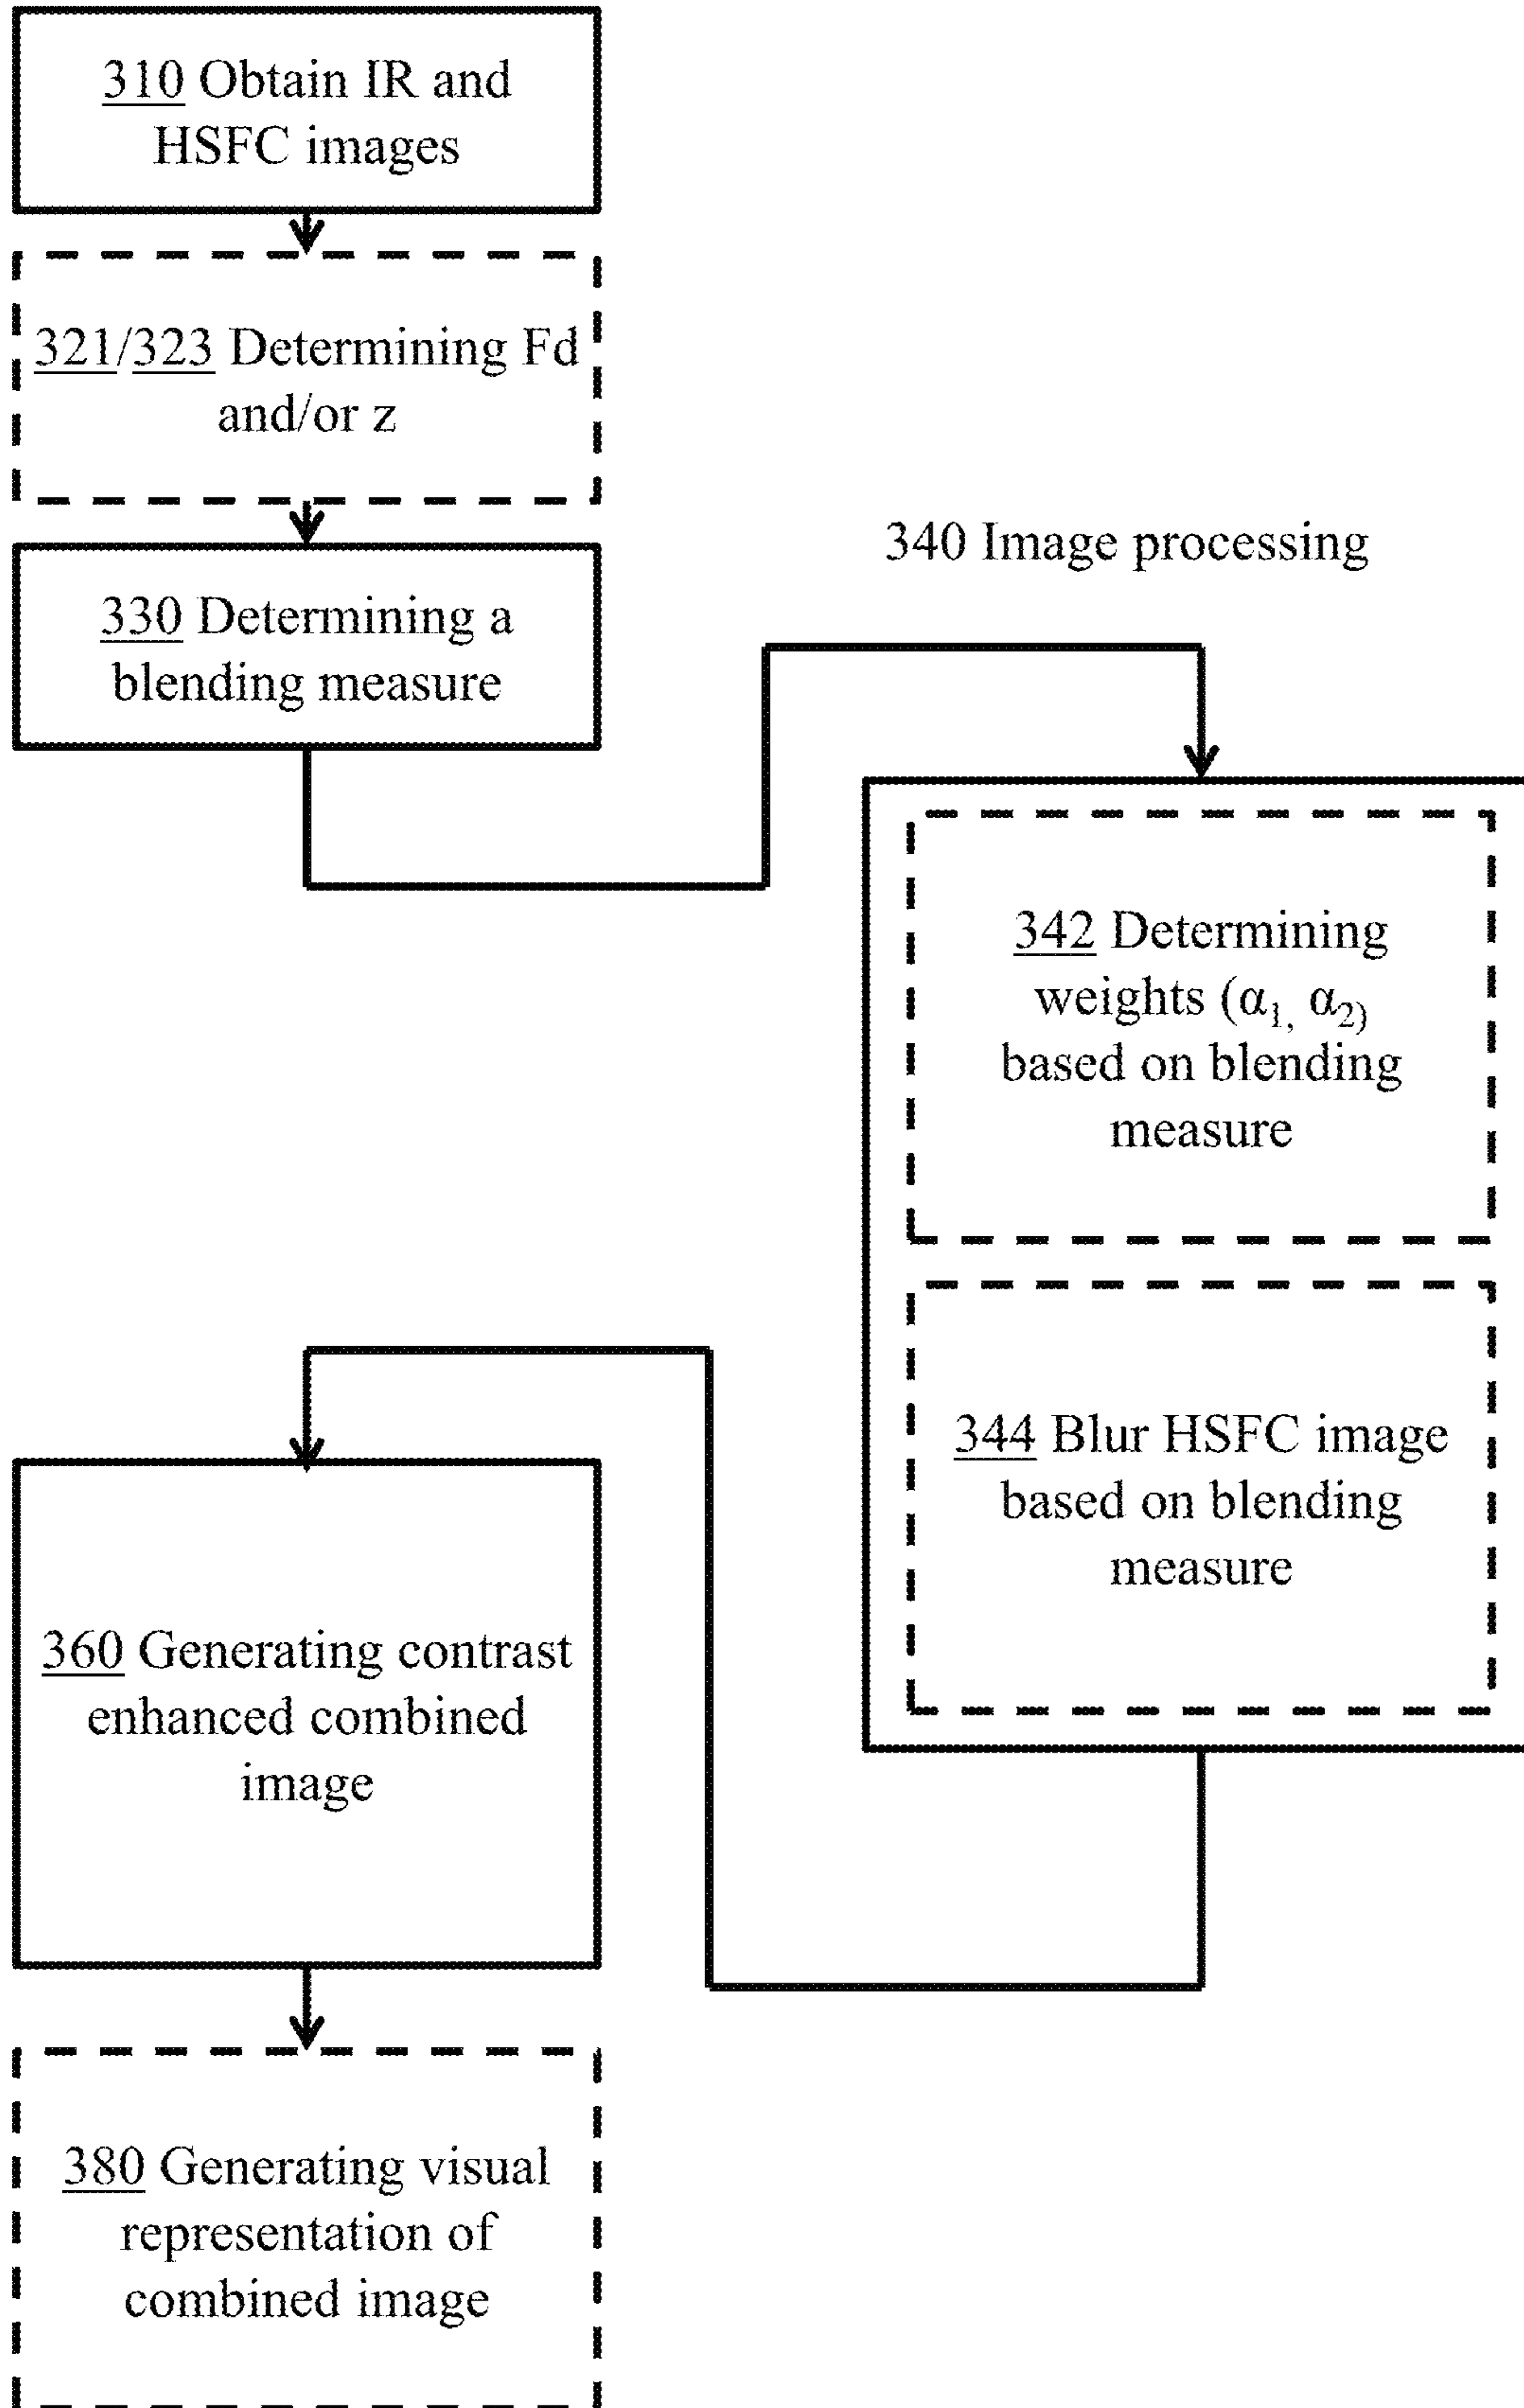 310 Obtain IR and
HSFC images
321/323 Determining Fd
and/or z
330 Determining a
blending measure
340 Image processing
342 Determining
weights (α1, α2)
based on blending
measure
344 Blur HSFC image
based on blending
measure
360 Generating contrast
enhanced combined
image
380 Generating visual
representation of
combined image